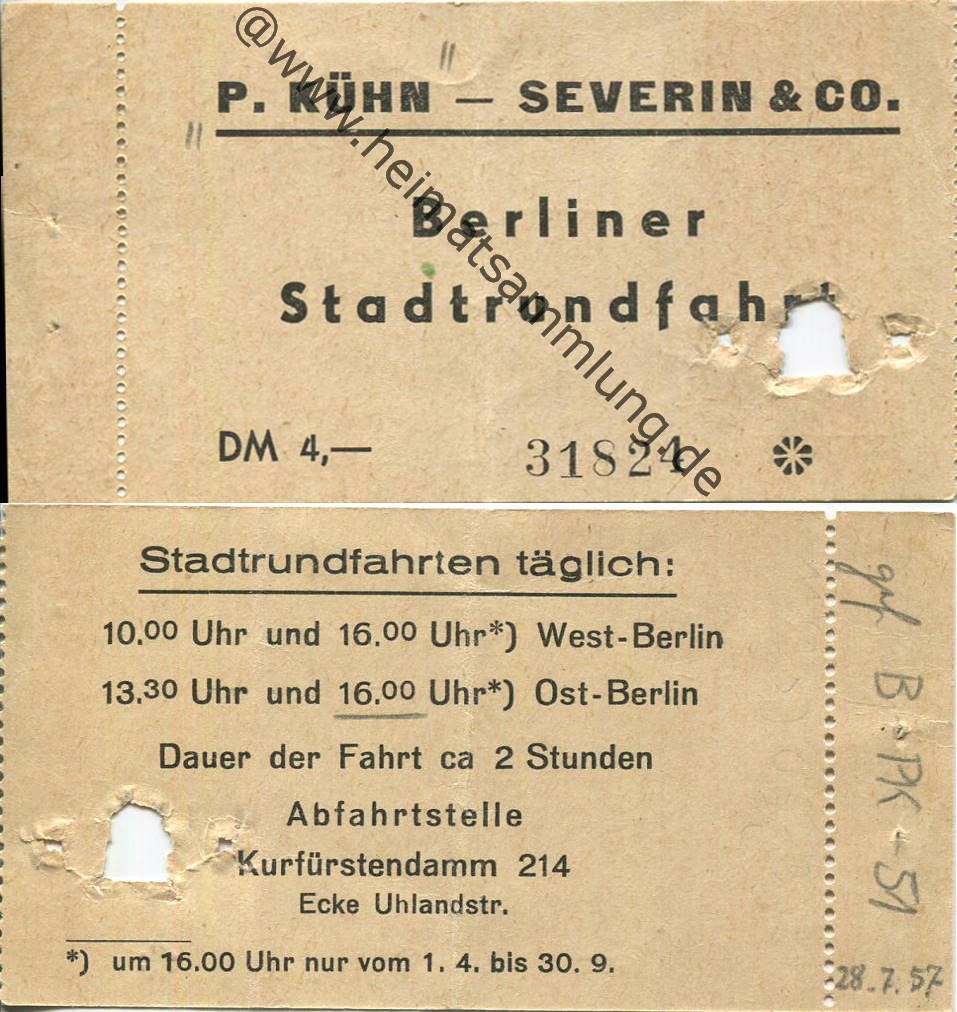 @www.heimatsammlung.de
P. KÜHN — SEVERIN & CO.
Berliner
Stadtrundfahrt
DM 4,—
31824
Stadtrundfahrten täglich:
10.00 Uhr und 16.00 Uhr*) West-Berlin
13.30 Uhr und 16.00 Uhr*) Ost-Berlin
Dauer der Fahrt ca 2 Stunden
Abfahrtstelle
Kurfürstendamm 214
Ecke Uhlandstr.
*) um 16.00 Uhr nur vom 1. 4. bis 30. 9.
B-PK-51
28.7.57